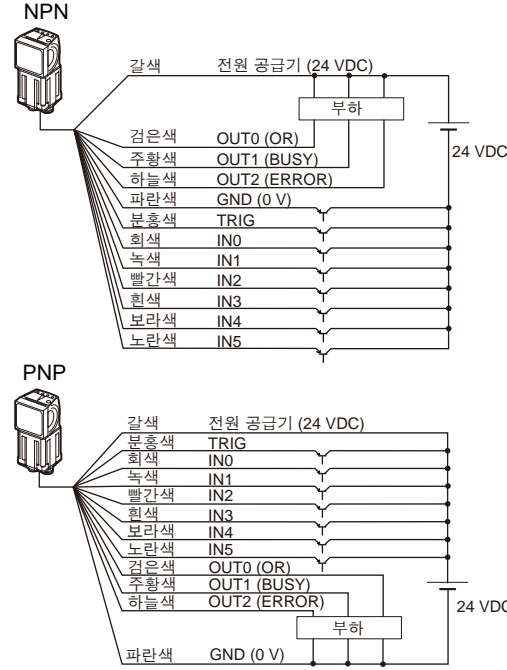 NPN
갈색 전원 공급기 (24 VDC)
부하
검은색 OUT0 (OR)
24 VDC
주황색 OUT1 (BUSY)
하늘색 OUT2 (ERROR)
파란색 GND (0 V)
분홍색 TRIG
회색 IN0
녹색 IN1
빨간색 IN2
흰색 IN3
보라색 IN4
노란색 IN5
PNP
갈색 전원 공급기 (24 VDC)
분홍색 TRIG
회색 IN0
녹색 IN1
빨간색 IN2
흰색 IN3
보라색 IN4
노란색 IN5
검은색 OUT0 (OR)
주황색 OUT1 (BUSY)
하늘색 OUT2 (ERROR)
24 VDC
부하
파란색 GND (0 V)